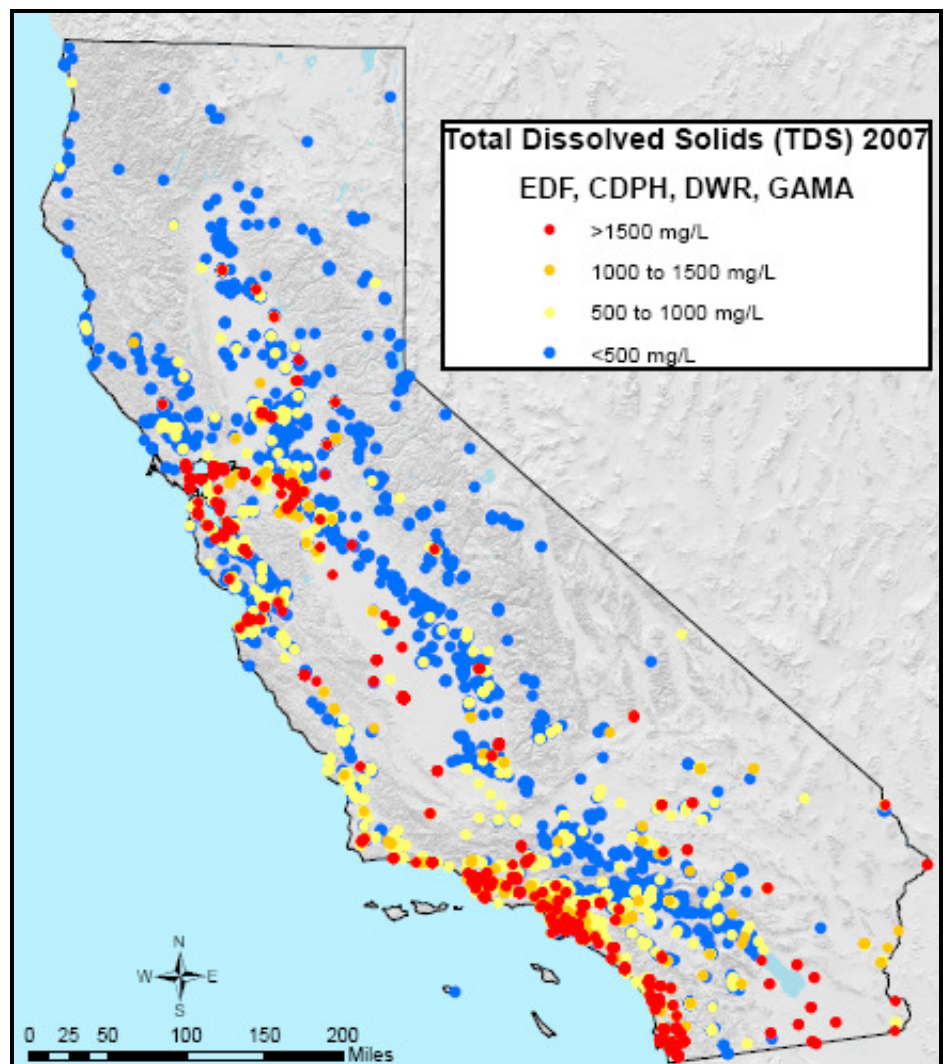 Total Dissolved Solids (TDS) 2007
EDF, CDPH, DWR, GAMA
>1500 mg/L
1000 to 1500 mg/L
500 to 1000 mg/L
<500 mg/L
N
W E
S
0 25 50 100 150 200
Miles